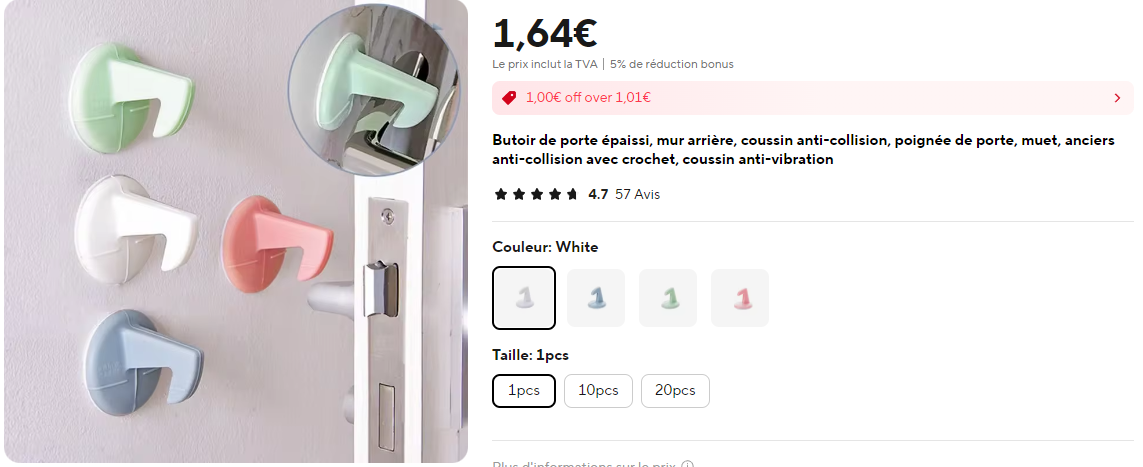 1,64€
Le prix inclut la TVA | 5% de réduction bonus
1,00€ off over 1,01€
Butoir de porte épaissi, mur arrière, coussin anti-collision, poignée de porte, muet, anciers
anti-collision avec crochet, coussin anti-vibration
4.7 57 Avis
Couleur: White
Taille: 1pcs
1pcs 10pcs 20pcs
Plus d'informations sur le prix